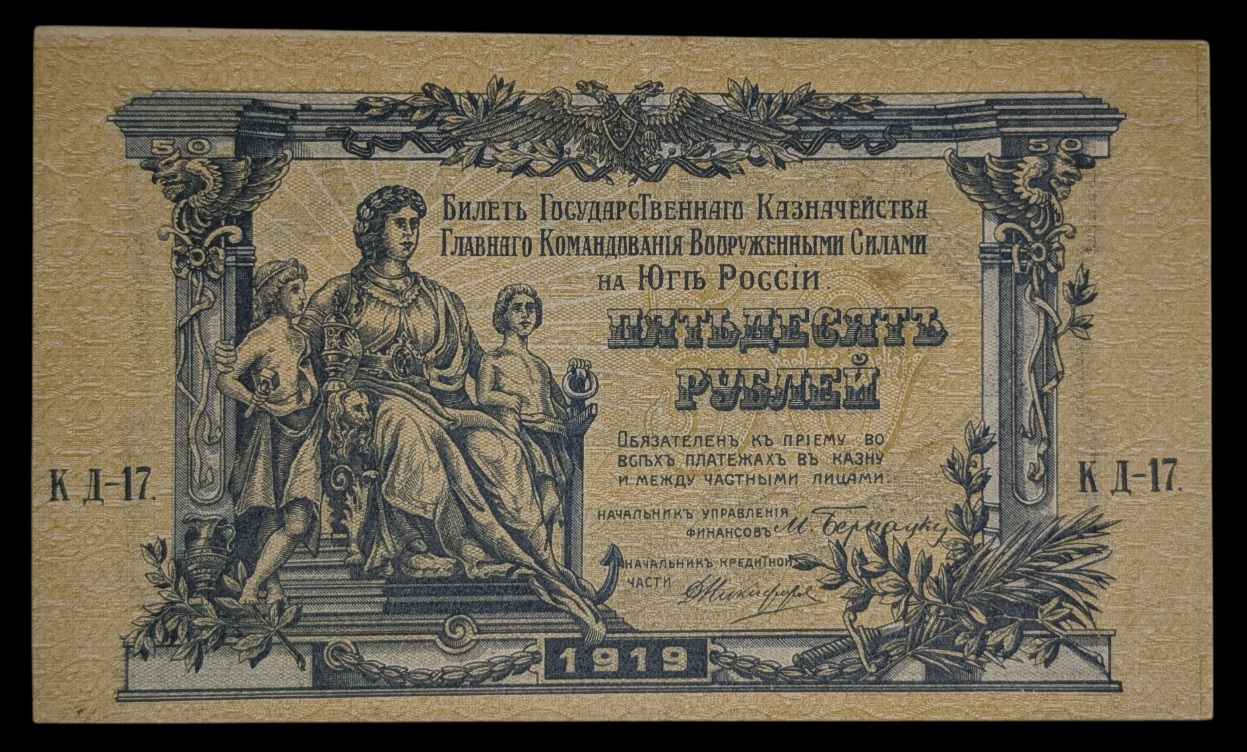 50 50
Билетъ Государственнаго Казначейства
Главнаго Командованія Вооруженными Силами
на Югѣ Россіи.
ПЯТЬДЕСЯТЪ
РУБЛЕЙ
Обязателенъ къ пріему во
всѣхъ платежахъ въ казну
и между частными лицами.
К Д-17. К Д-17.
Начальникъ управленія
финансовъ М. Бернацкій
Начальникъ кредитной
части
1919